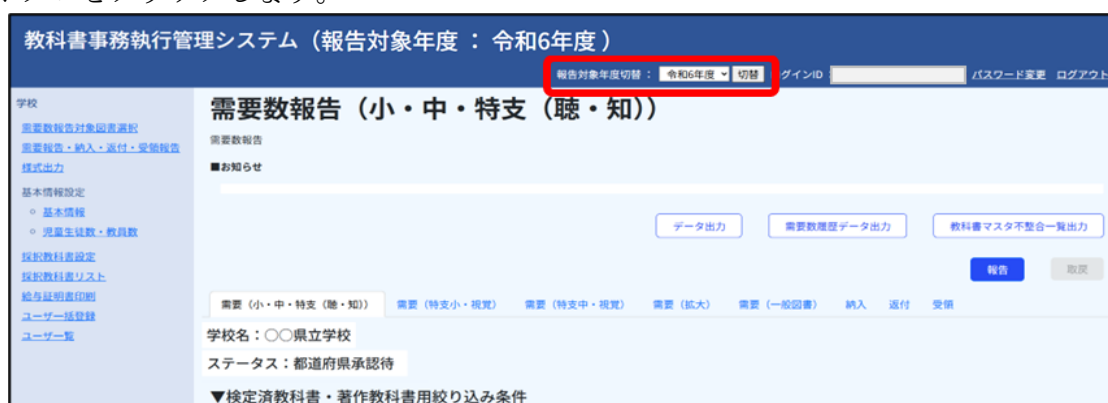 教科書事務執行管理システム（報告対象年度 ： 令和6年度 ）
報告対象年度切替 ： 令和6年度 切替 グインID パスワード変更 ログアウト
学校
需要数報告対象図書選択
需要報告・納入・返付・受領報告
様式出力
基本情報設定
基本情報
児童生徒数・教員数
採択教科書設定
採択教科書リスト
給与証明書印刷
ユーザー括登録
ユーザ一覧
需要数報告（小・中・特支（聴・知））
需要数報告
■お知らせ
データ出力 需要数履歴データ出力 教科書マスタ不整合一覧出力
報告 取戻
需要（小・中・特支（聴・知）） 需要（特支小・視覚） 需要（特支中・視覚） 需要（拡大） 需要（一般図書） 納入 返付 受領
学校名：○○県立学校
ステータス：都道府県承認待
▼検定済教科書・著作教科書用絞り込み条件